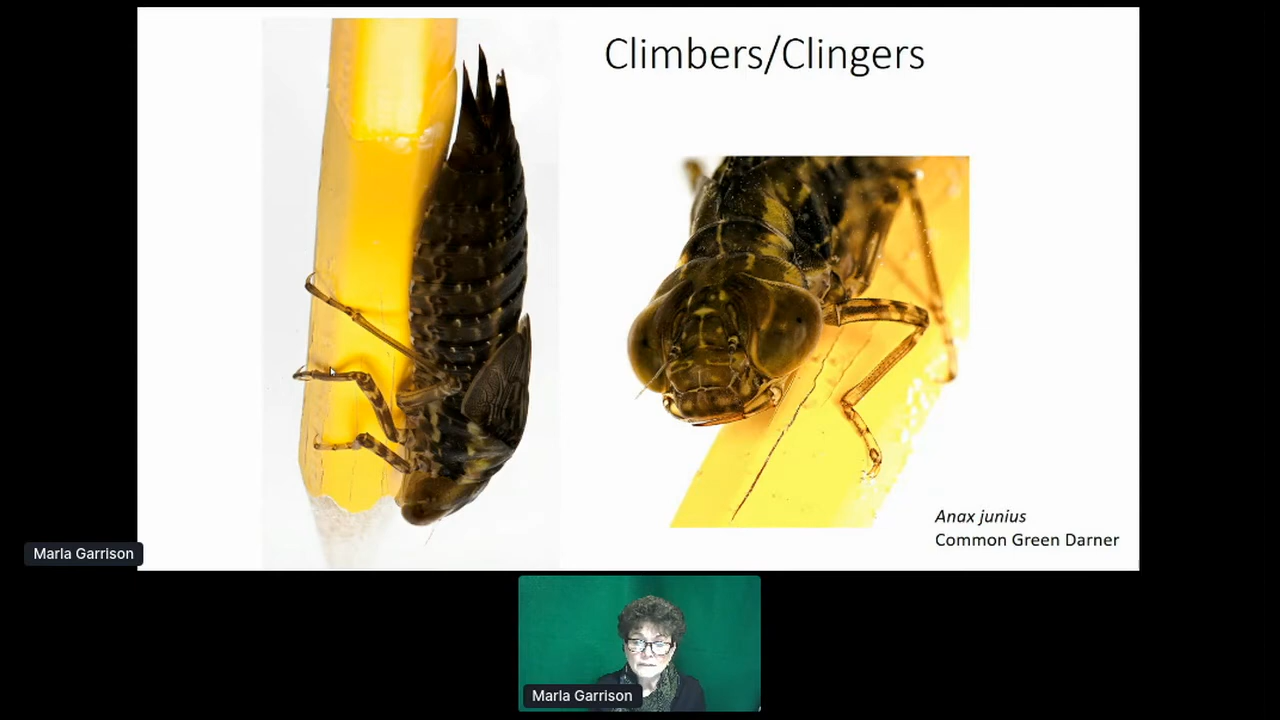 Climbers/Clingers
Anax junius
Common Green Darner
Marla Garrison
Marla Garrison